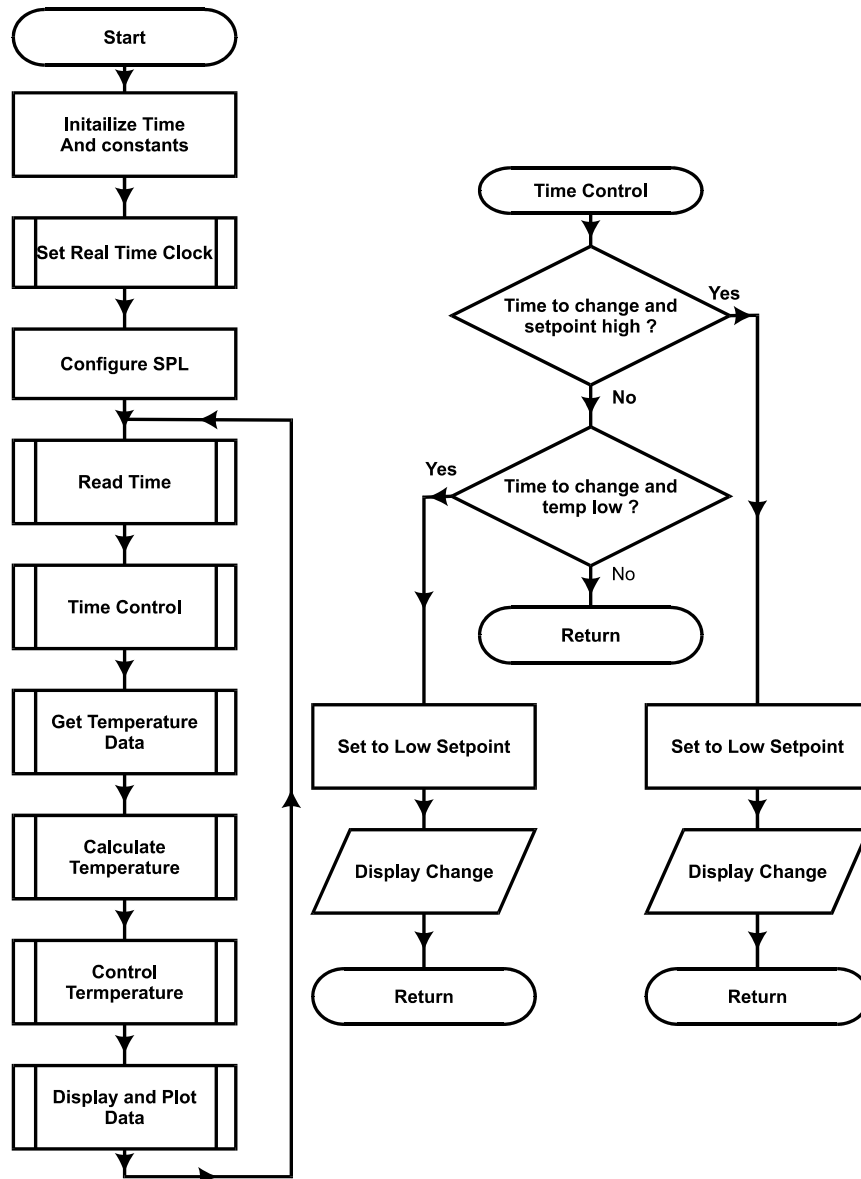 Start
Initailize Time
And constants
Set Real Time Clock
Configure SPL
Read Time
Time Control
Get Temperature
Data
Calculate
Temperature
Control
Termperature
Display and Plot
Data
Time Control
Time to change and
setpoint high ?
Yes
No
Time to change and
temp low ?
Yes
No
Return
Set to Low Setpoint
Display Change
Return
Set to Low Setpoint
Display Change
Return